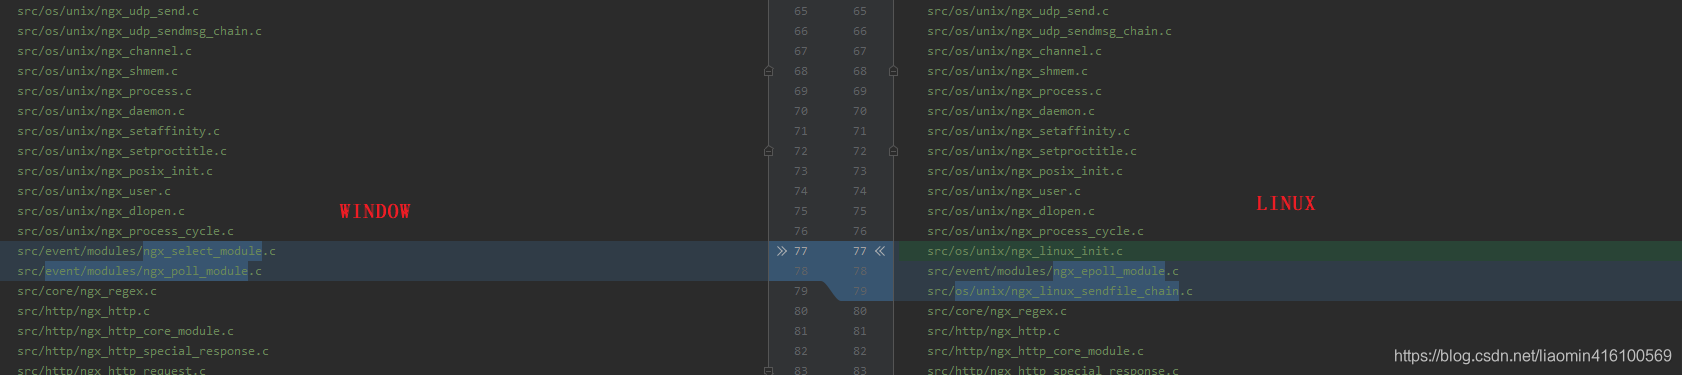 src/os/unix/ngx_udp_send.c 65 65 src/os/unix/ngx_udp_send.c
src/os/unix/ngx_udp_sendmsg_chain.c 66 66 src/os/unix/ngx_udp_sendmsg_chain.c
src/os/unix/ngx_channel.c 67 67 src/os/unix/ngx_channel.c
src/os/unix/ngx_shmem.c 68 68 src/os/unix/ngx_shmem.c
src/os/unix/ngx_process.c 69 69 src/os/unix/ngx_process.c
src/os/unix/ngx_daemon.c 70 70 src/os/unix/ngx_daemon.c
src/os/unix/ngx_setaffinity.c 71 71 src/os/unix/ngx_setaffinity.c
src/os/unix/ngx_setproctitle.c 72 72 src/os/unix/ngx_setproctitle.c
src/os/unix/ngx_posix_init.c 73 73 src/os/unix/ngx_posix_init.c
src/os/unix/ngx_user.c 74 74 src/os/unix/ngx_user.c
WINDOW LINUX
src/os/unix/ngx_dlopen.c 75 75 src/os/unix/ngx_dlopen.c
src/os/unix/ngx_process_cycle.c 76 76 src/os/unix/ngx_process_cycle.c
src/event/modules/ngx_select_module.c » 77 77 « src/os/unix/ngx_linux_init.c
src/event/modules/ngx_poll_module.c 78 78 src/event/modules/ngx_epoll_module.c
src/core/ngx_regex.c 79 79 src/os/unix/ngx_linux_sendfile_chain.c
src/http/ngx_http.c 80 80 src/core/ngx_regex.c
src/http/ngx_http_core_module.c 81 81 src/http/ngx_http.c
src/http/ngx_http_special_response.c 82 82 src/http/ngx_http_core_module.c
src/http/ngx_http_request.c 83 83 src/http/ngx_http_special_response.c
https://blog.csdn.net/liaomin416100569